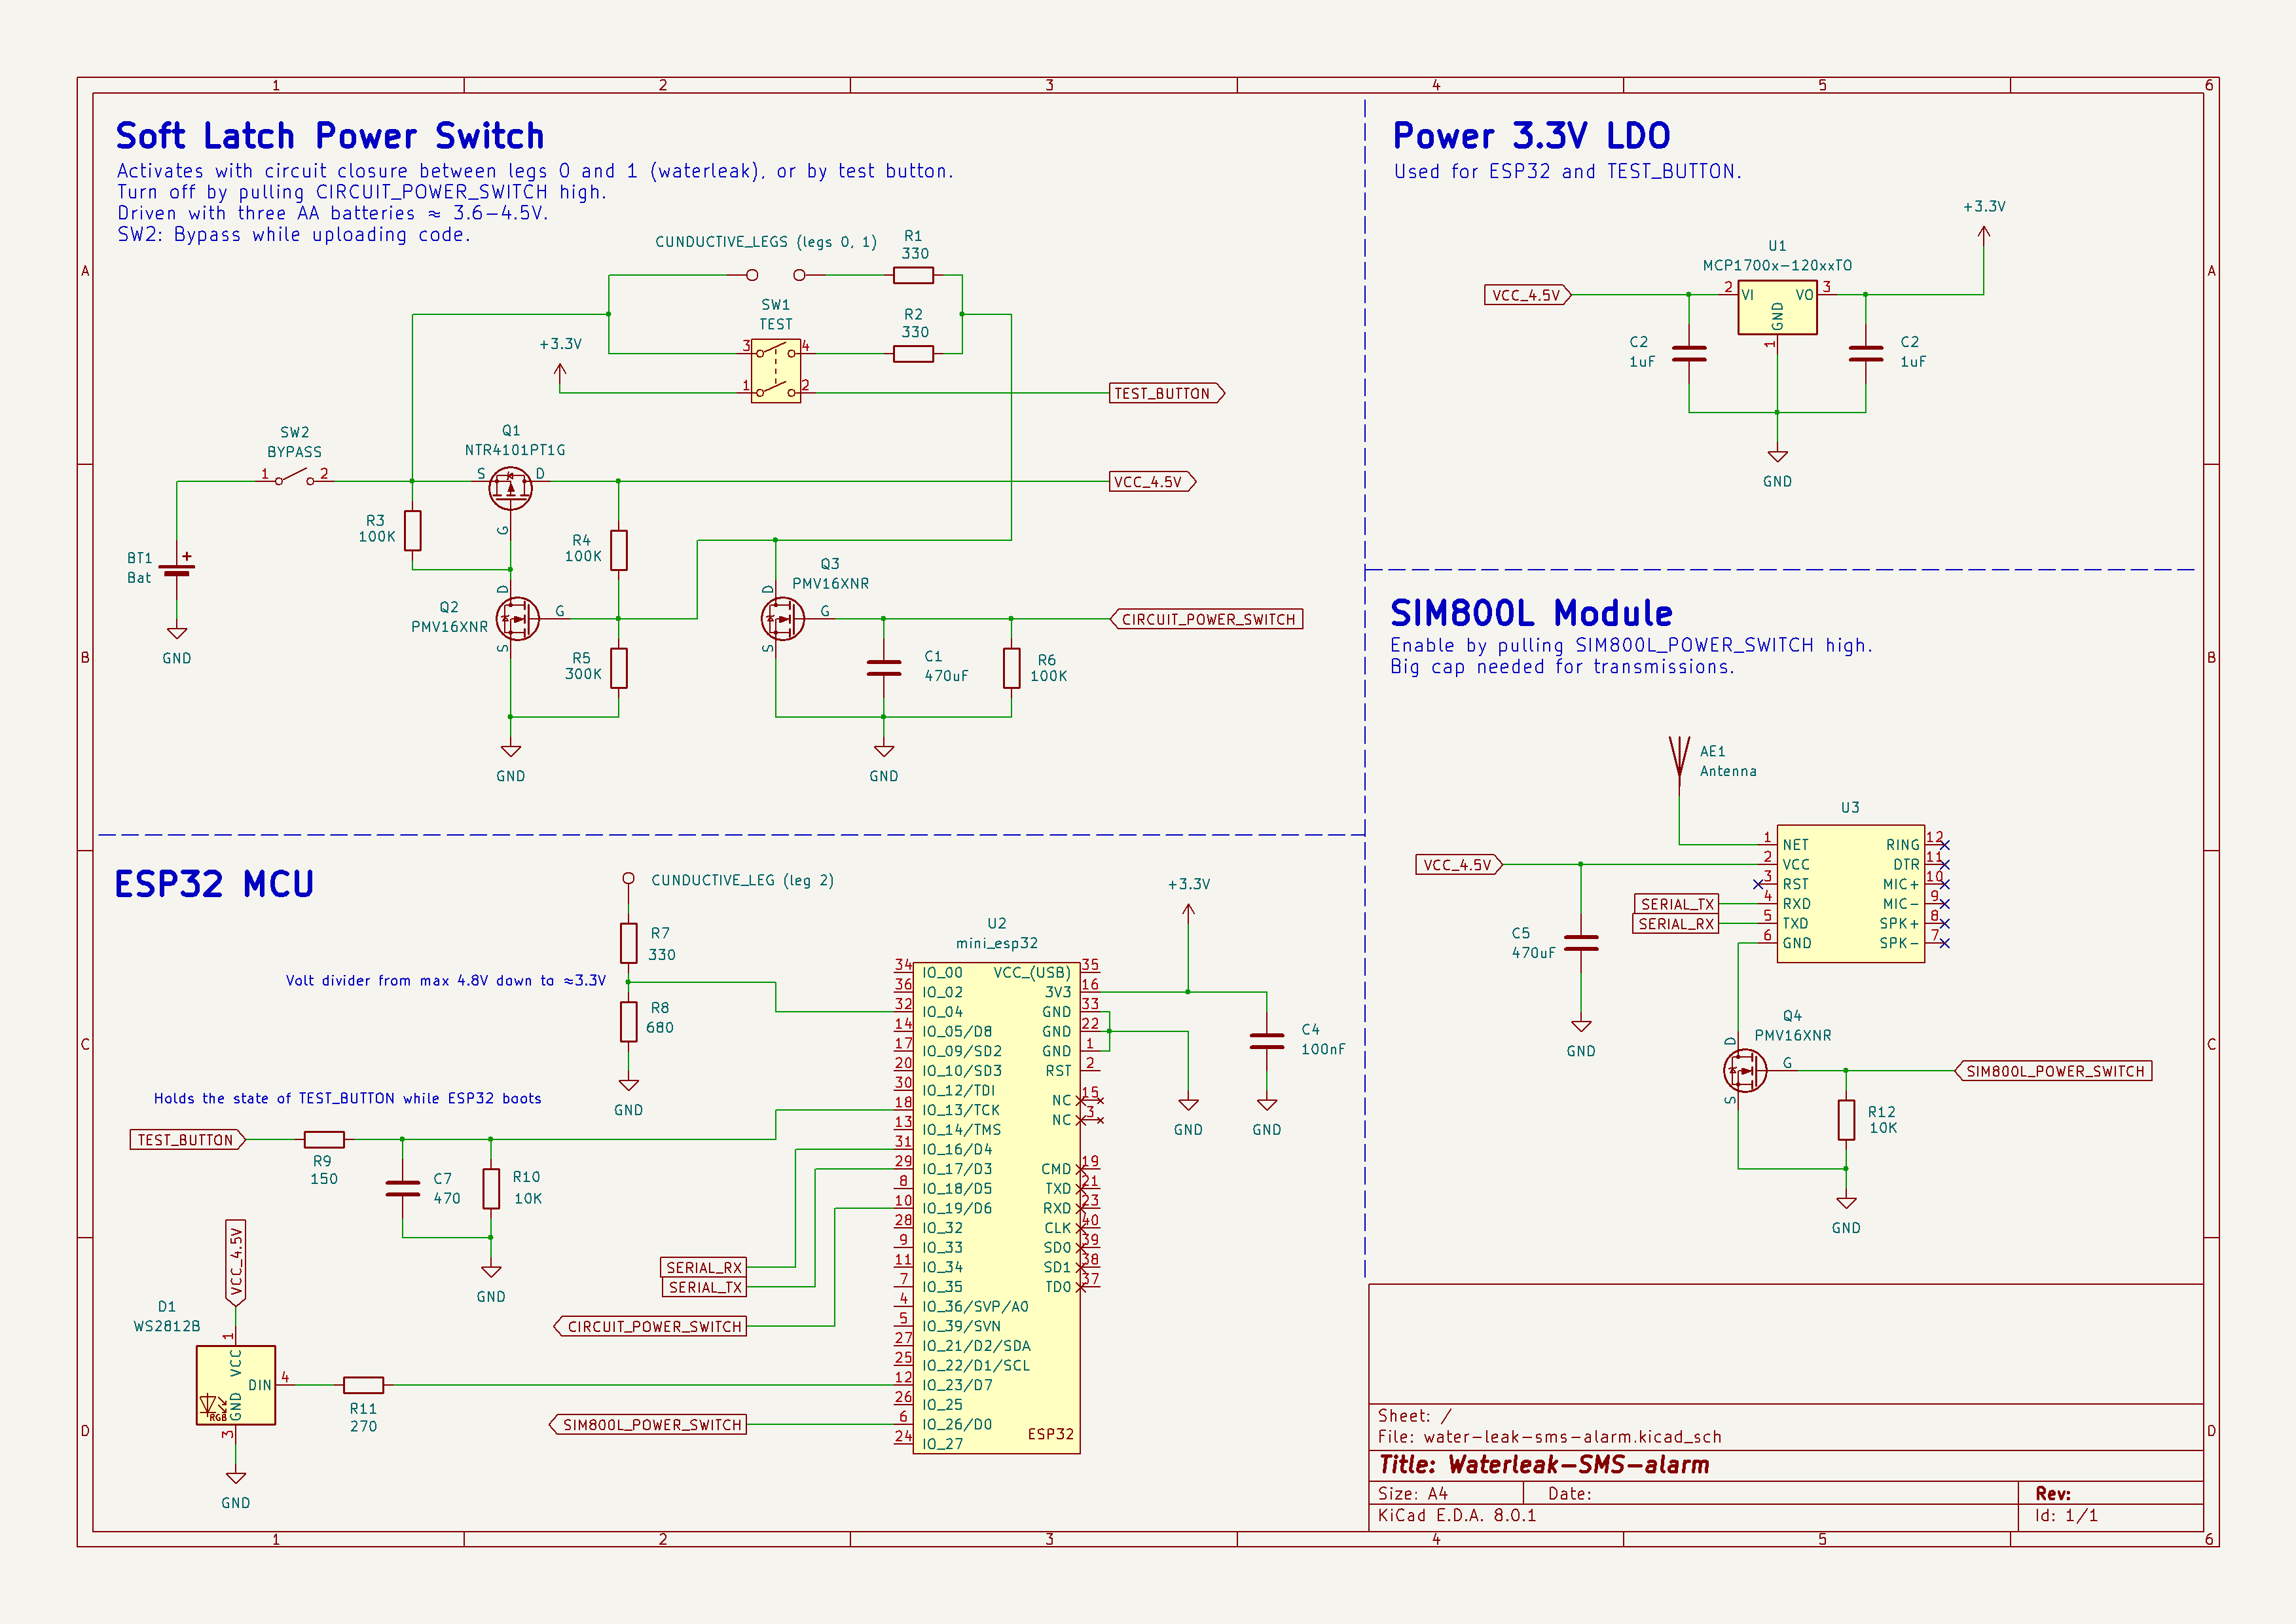 1 2 3 4 5 6
A
B
C
D
Soft Latch Power Switch
Activates with circuit closure between legs 0 and 1 (waterleak), or by test button.
Turn off by pulling CIRCUIT_POWER_SWITCH high.
Driven with three AA batteries ≈ 3.6-4.5V.
SW2: Bypass while uploading code.
CUNDUCTIVE_LEGS (legs 0, 1)
R1
330
SW1
TEST
R2
330
+3.3V
3 4
1 2
TEST_BUTTON
SW2
BYPASS
1 2
Q1
NTR4101PT1G
S D
G
VCC_4.5V
R3
100K
R4
100K
BT1
Bat
+
GND
Q2
PMV16XNR
D
G
S
R5
300K
GND
Q3
PMV16XNR
D
G
S
CIRCUIT_POWER_SWITCH
C1
470uF
R6
100K
GND
Power 3.3V LDO
Used for ESP32 and TEST_BUTTON.
+3.3V
U1
MCP1700x-120xxTO
VCC_4.5V
2 VI VO 3
GND
1
C2
1uF
C2
1uF
GND
SIM800L Module
Enable by pulling SIM800L_POWER_SWITCH high.
Big cap needed for transmissions.
AE1
Antenna
U3
1 NET RING 12
2 VCC DTR 11
3 RST MIC+ 10
4 RXD MIC- 9
5 TXD SPK+ 8
6 GND SPK- 7
VCC_4.5V
SERIAL_TX
SERIAL_RX
C5
470uF
GND
Q4
PMV16XNR
D
G
S
SIM800L_POWER_SWITCH
R12
10K
GND
ESP32 MCU
CUNDUCTIVE_LEG (leg 2)
R7
330
Volt divider from max 4.8V down to ≈3.3V
R8
680
GND
Holds the state of TEST_BUTTON while ESP32 boots
TEST_BUTTON
R9
150
C7
470
R10
10K
GND
VCC_4.5V
D1
WS2812B
1
VCC
DIN 4
GND
RGB
3
GND
R11
270
SERIAL_RX
SERIAL_TX
CIRCUIT_POWER_SWITCH
SIM800L_POWER_SWITCH
U2
mini_esp32
34 IO_00 VCC_(USB) 35
36 IO_02 3V3 16
32 IO_04 GND 33
14 IO_05/D8 GND 22
17 IO_09/SD2 GND 1
20 IO_10/SD3 RST 2
30 IO_12/TDI
NC 15
18 IO_13/TCK
NC 3
13 IO_14/TMS
31 IO_16/D4
29 IO_17/D3 CMD 19
8 IO_18/D5 TXD 21
10 IO_19/D6 RXD 23
28 IO_32 CLK 40
9 IO_33 SD0 39
11 IO_34 SD1 38
7 IO_35 TD0 37
4 IO_36/SVP/A0
5 IO_39/SVN
27 IO_21/D2/SDA
25 IO_22/D1/SCL
12 IO_23/D7
26 IO_25
6 IO_26/D0
24 IO_27
ESP32
+3.3V
C4
100nF
GND
GND
Sheet: /
File: water-leak-sms-alarm.kicad_sch
Title: Waterleak-SMS-alarm
Size: A4 Date: Rev:
KiCad E.D.A. 8.0.1 Id: 1/1
A
B
C
D
1 2 3 4 5 6